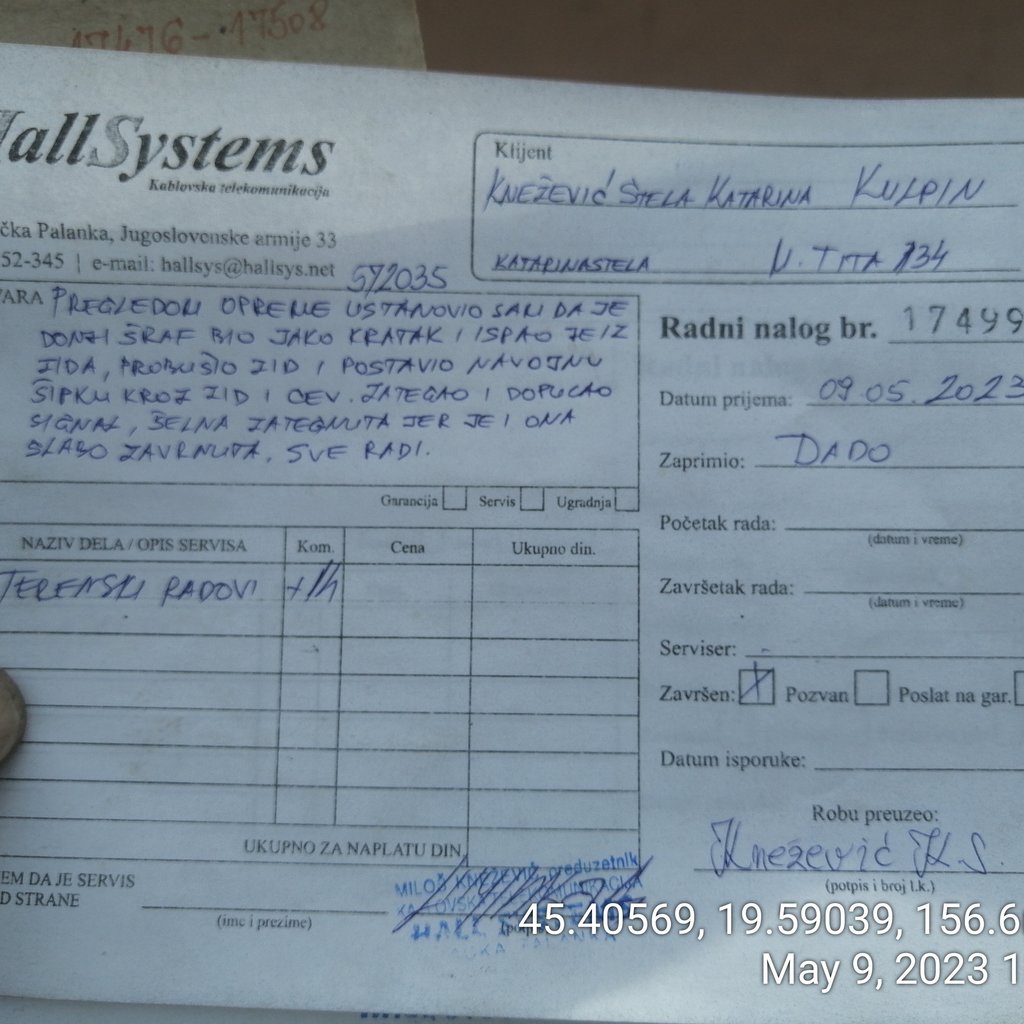 17476-17508
HallSystems
Kablovska telekomunikacija
čka Palanka, Jugoslovenske armije 33
52-345 | e-mail: hallsys@hallsys.net
572035
Klijent
KNEŽEVIĆ STELA KATARINA KULPIN
KATARINASTELA V. TITA 134
VARA PREGLEDOM OPREME USTANOVIO SAM DA JE
DONJI ŠRAF BIO JAKO KRATAK I ISPAO JE IZ
ZIDA, PROBUŠIO ZID I POSTAVIO NAVOJNU
ŠIPKU KROZ ZID I CEV. ZATEGAO I
SIGNAL, ŠELNA ZATEGNUTA JER JE I ONA
SLABO ZAVRNUTA. SVE RADI.
Garancija Servis Ugradnja
Radni nalog br. 17499
Datum prijema: 09.05.2023
Zaprimio: DADO
Početak rada:
(datum i vreme)
Završetak rada:
(datum i vreme)
Serviser:
Završen: X Pozvan Poslat na gar.
Datum isporuke:
Robu preuzeo:
Knežević K.S.
(potpis i broj l.k.)
NAZIV DELA / OPIS SERVISA Kom. Cena Ukupno din.
TERENSKI RADOVI +1h
UKUPNO ZA NAPLATU DIN.
EM DA JE SERVIS
D STRANE
(ime i prezime)
MILOŠ KNEŽEVIĆ preduzetnik
45.40569, 19.59039, 156.6
May 9, 2023 1